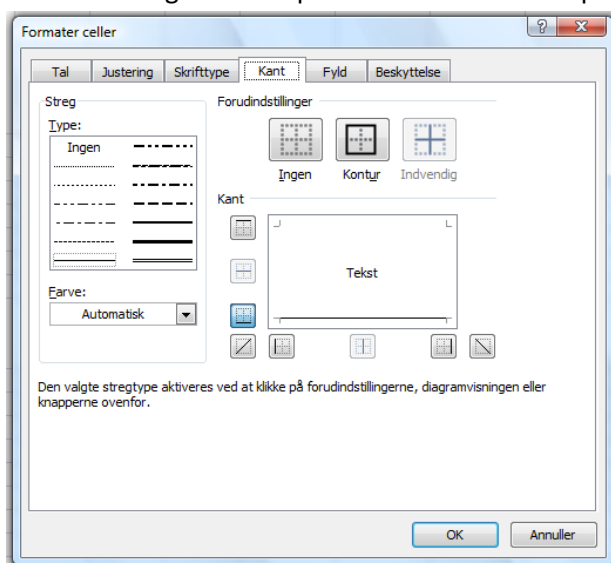 Formater celler
Tal Justering Skrifttype Kant Fyld Beskyttelse
Streg
Type:
Ingen
Farve:
Automatisk
Forudindstillinger
Ingen Kontur Indvendig
Kant
Tekst
Den valgte stregtype aktiveres ved at klikke på forudindstillingerne, diagramvisningen eller
knapperne ovenfor.
OK Annuller